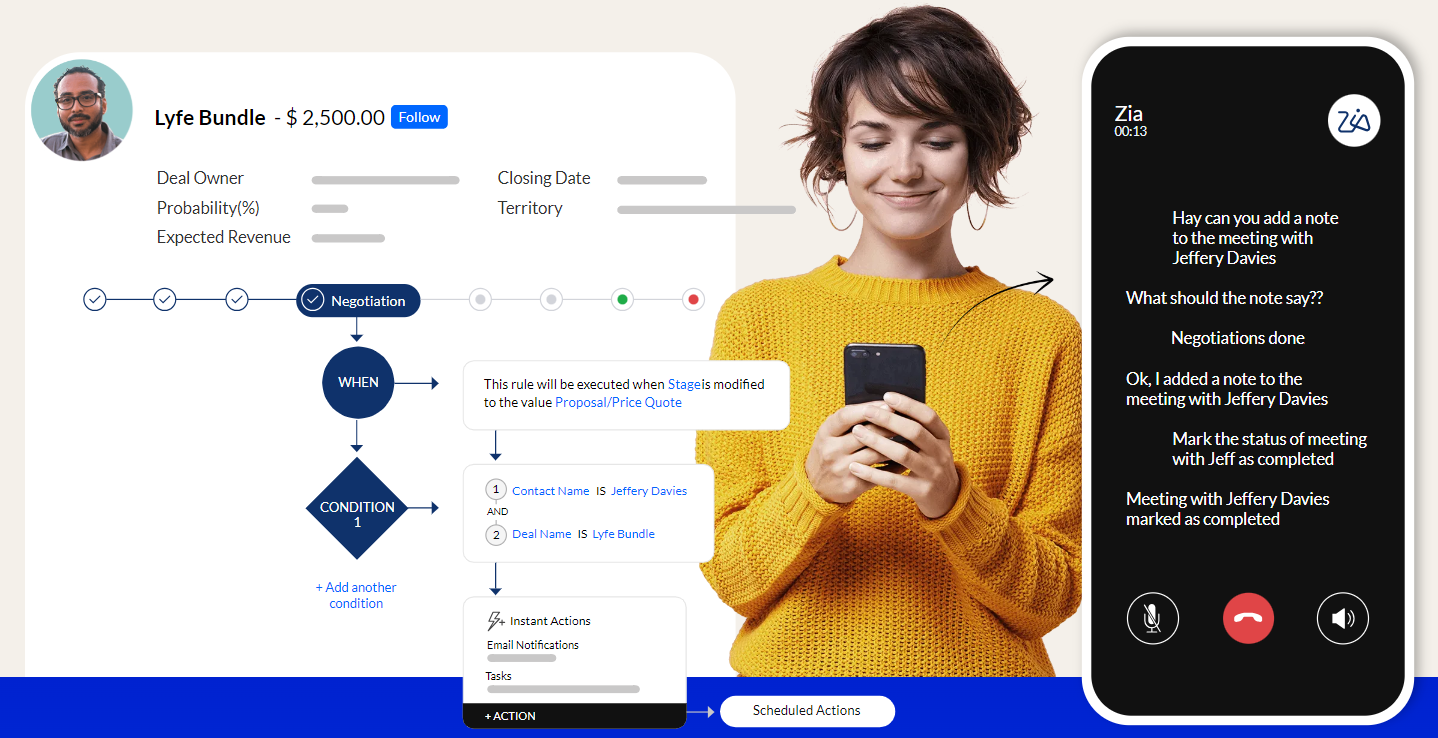 Lyfe Bundle - $ 2,500.00 Follow
Deal Owner
Closing Date
Probability(%)
Territory
Expected Revenue
Negotiation
WHEN
This rule will be executed when Stage is modified
to the value Proposal/Price Quote
CONDITION
1
1 Contact Name IS Jeffery Davies
AND
2 Deal Name IS Lyfe Bundle
+ Add another
condition
Instant Actions
Email Notifications
Tasks
+ ACTION
Scheduled Actions
Zia
00:13
Zia
Hay can you add a note
to the meeting with
Jeffery Davies
What should the note say??
Negotiations done
Ok, I added a note to the
meeting with Jeffery Davies
Mark the status of meeting
with Jeff as completed
Meeting with Jeffery Davies
marked as completed